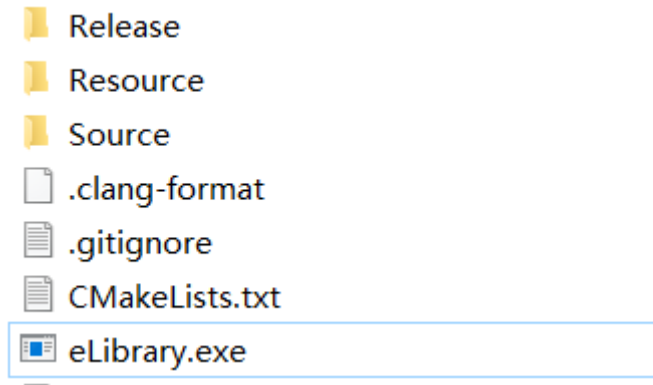 Release
Resource
Source
.clang-format
.gitignore
CMakeLists.txt
eLibrary.exe